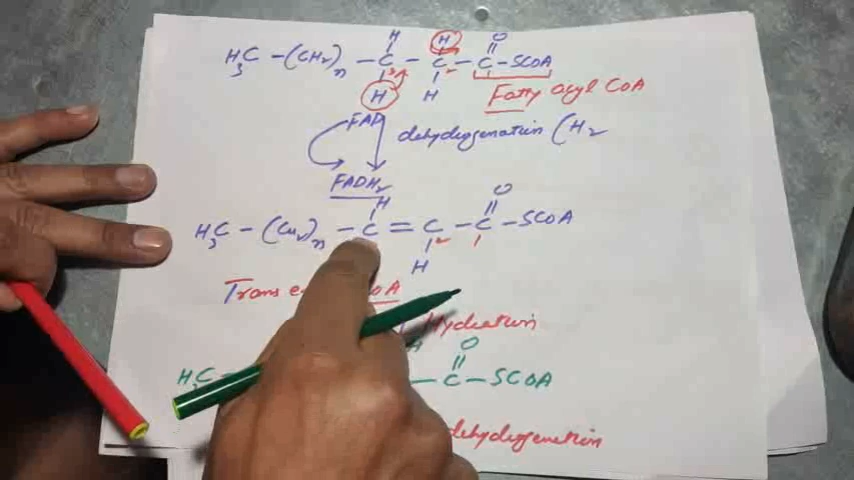 H H O
H₃C - (CH₂)n - C - C - C - SCOA
H H Fatty acyl CoA
FAD dehydrogenation (H₂
FADH₂
H O
H₃C - (CH₂)n - C = C - C - SCOA
H
Trans
Hydration
O
H₃C - C - SCOA
dehydrogenation